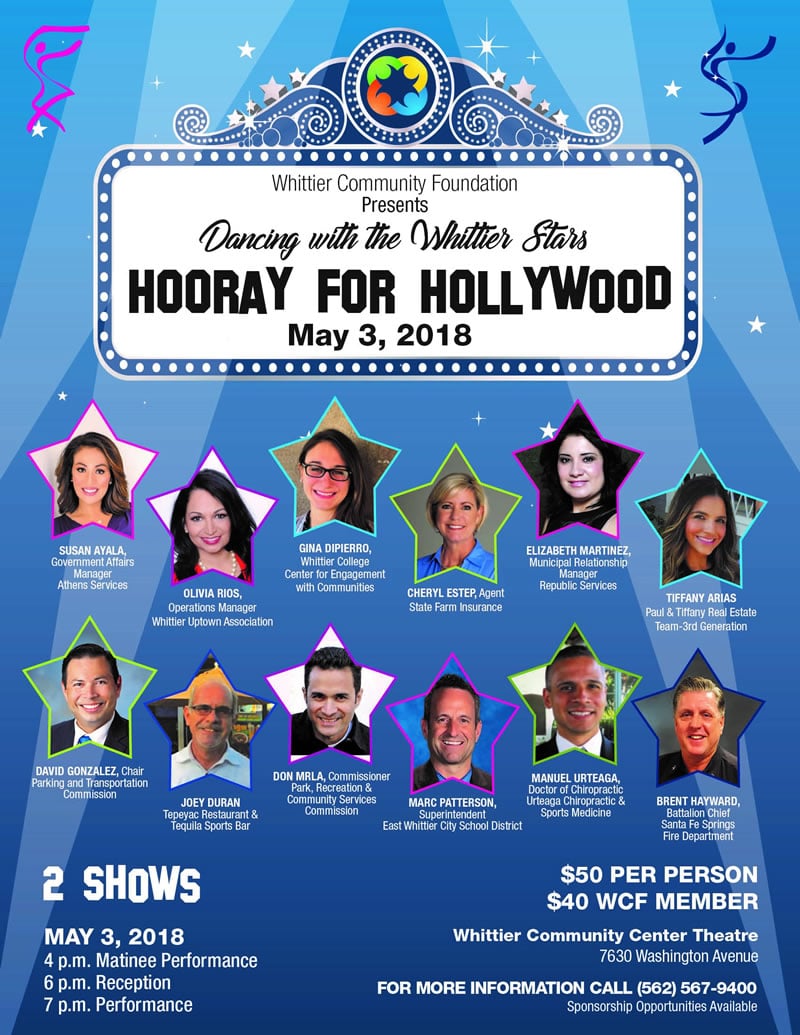 Whittier Community Foundation
Presents
Dancing with the Whittier Stars
HOORAY FOR HOLLYWOOD
May 3, 2018
SUSAN AYALA,
Government Affairs
Manager
Athens Services
OLIVIA RIOS,
Operations Manager
Whittier Uptown Association
GINA DIPIERRO,
Whittier College
Center for Engagement
with Communities
CHERYL ESTEP, Agent
State Farm Insurance
ELIZABETH MARTINEZ,
Municipal Relationship
Manager
Republic Services
TIFFANY ARIAS
Paul & Tiffany Real Estate
Team-3rd Generation
DAVID GONZALEZ, Chair
Parking and Transportation
Commission
JOEY DURAN
Tepeyac Restaurant &
Tequila Sports Bar
DON MRLA, Commissioner
Park, Recreation &
Community Services
Commission
MARC PATTERSON,
Superintendent
East Whittier City School District
MANUEL URTEAGA,
Doctor of Chiropractic
Urteaga Chiropractic &
Sports Medicine
BRENT HAYWARD,
Battalion Chief
Santa Fe Springs
Fire Department
2 SHOWS
MAY 3, 2018
4 p.m. Matinee Performance
6 p.m. Reception
7 p.m. Performance
$50 PER PERSON
$40 WCF MEMBER
Whittier Community Center Theatre
7630 Washington Avenue
FOR MORE INFORMATION CALL (562) 567-9400
Sponsorship Opportunities Available